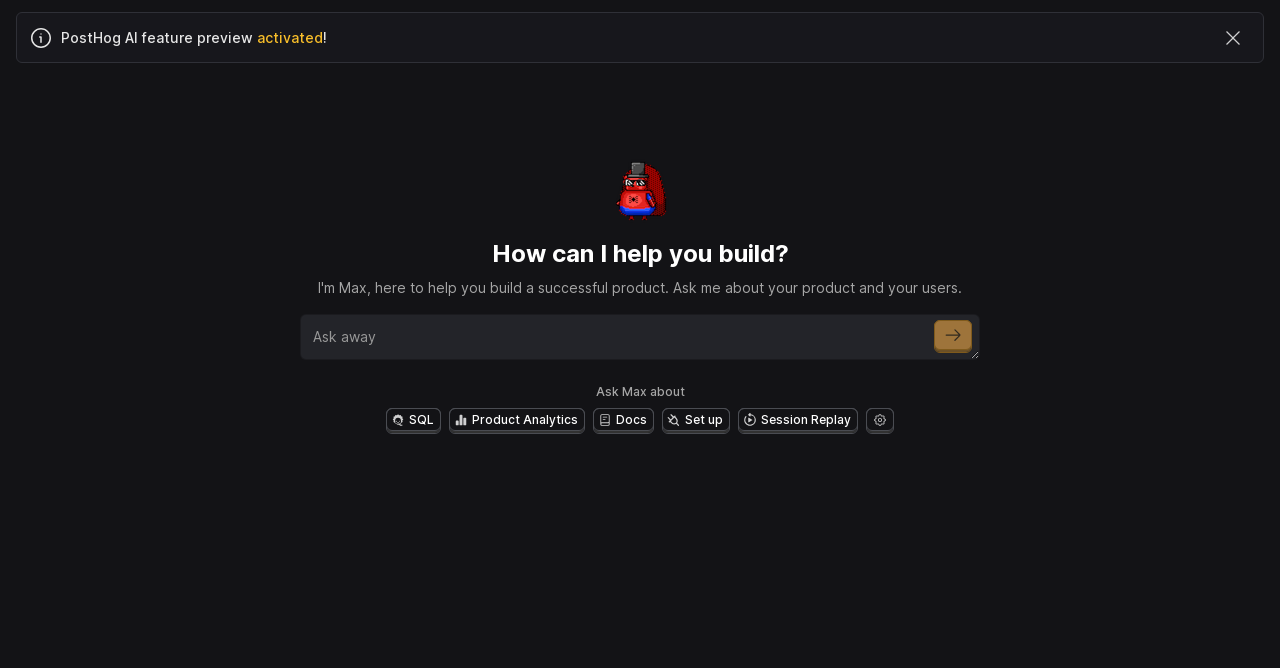 PostHog AI feature preview activated!
How can I help you build?
I'm Max, here to help you build a successful product. Ask me about your product and your users.
Ask away
Ask Max about
SQL Product Analytics Docs Set up Session Replay